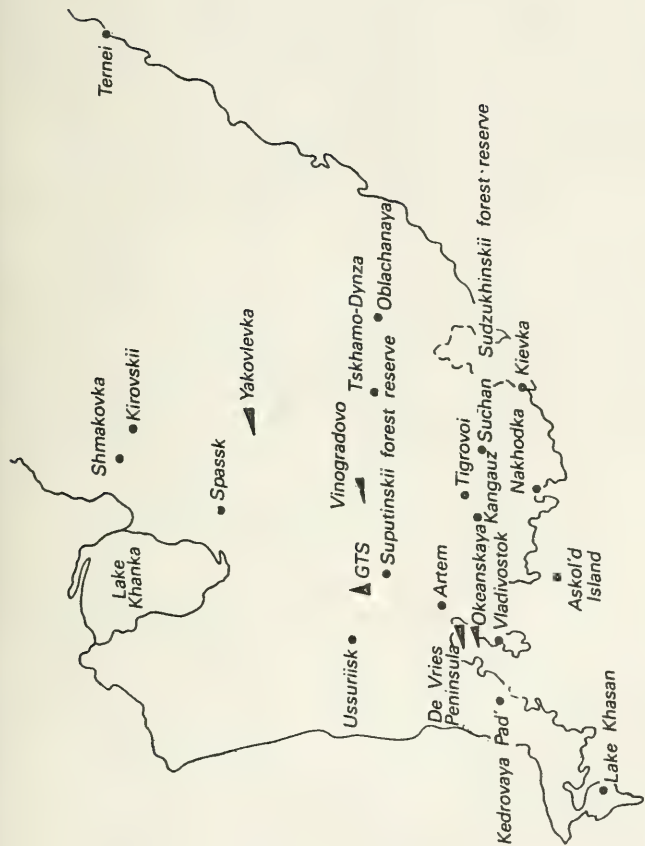 Ternei
Shmakovka
Kirovskii
Lake
Khanka
Spassk
Yakovlevka
Vinogradovo
Tskhamo-Dynza
Oblachanaya
GTS
Suputinskii forest reserve
Ussuriisk
Artem
Tigrovoi
Sudzukhinskii forest reserve
De Vries
Peninsula
Okeanskaya
Kangauz
Suchan
Vladivostok
Nakhodka
Kievka
Kedrovaya Pad'
Askol'd
Island
Lake Khasan